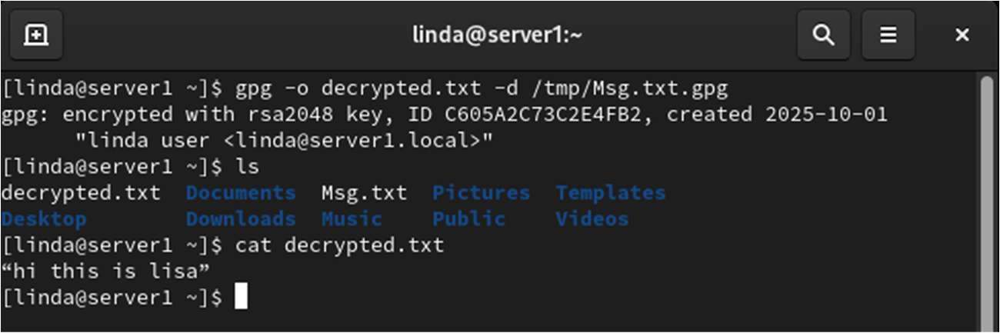 linda@server1:~
[linda@server1 ~]$ gpg -o decrypted.txt -d /tmp/Msg.txt.gpg
gpg: encrypted with rsa2048 key, ID C605A2C73C2E4FB2, created 2025-10-01
      "linda user <linda@server1.local>"
[linda@server1 ~]$ ls
decrypted.txt  Documents  Msg.txt  Pictures  Templates
Desktop        Downloads  Music    Public    Videos
[linda@server1 ~]$ cat decrypted.txt
“hi this is lisa”
[linda@server1 ~]$